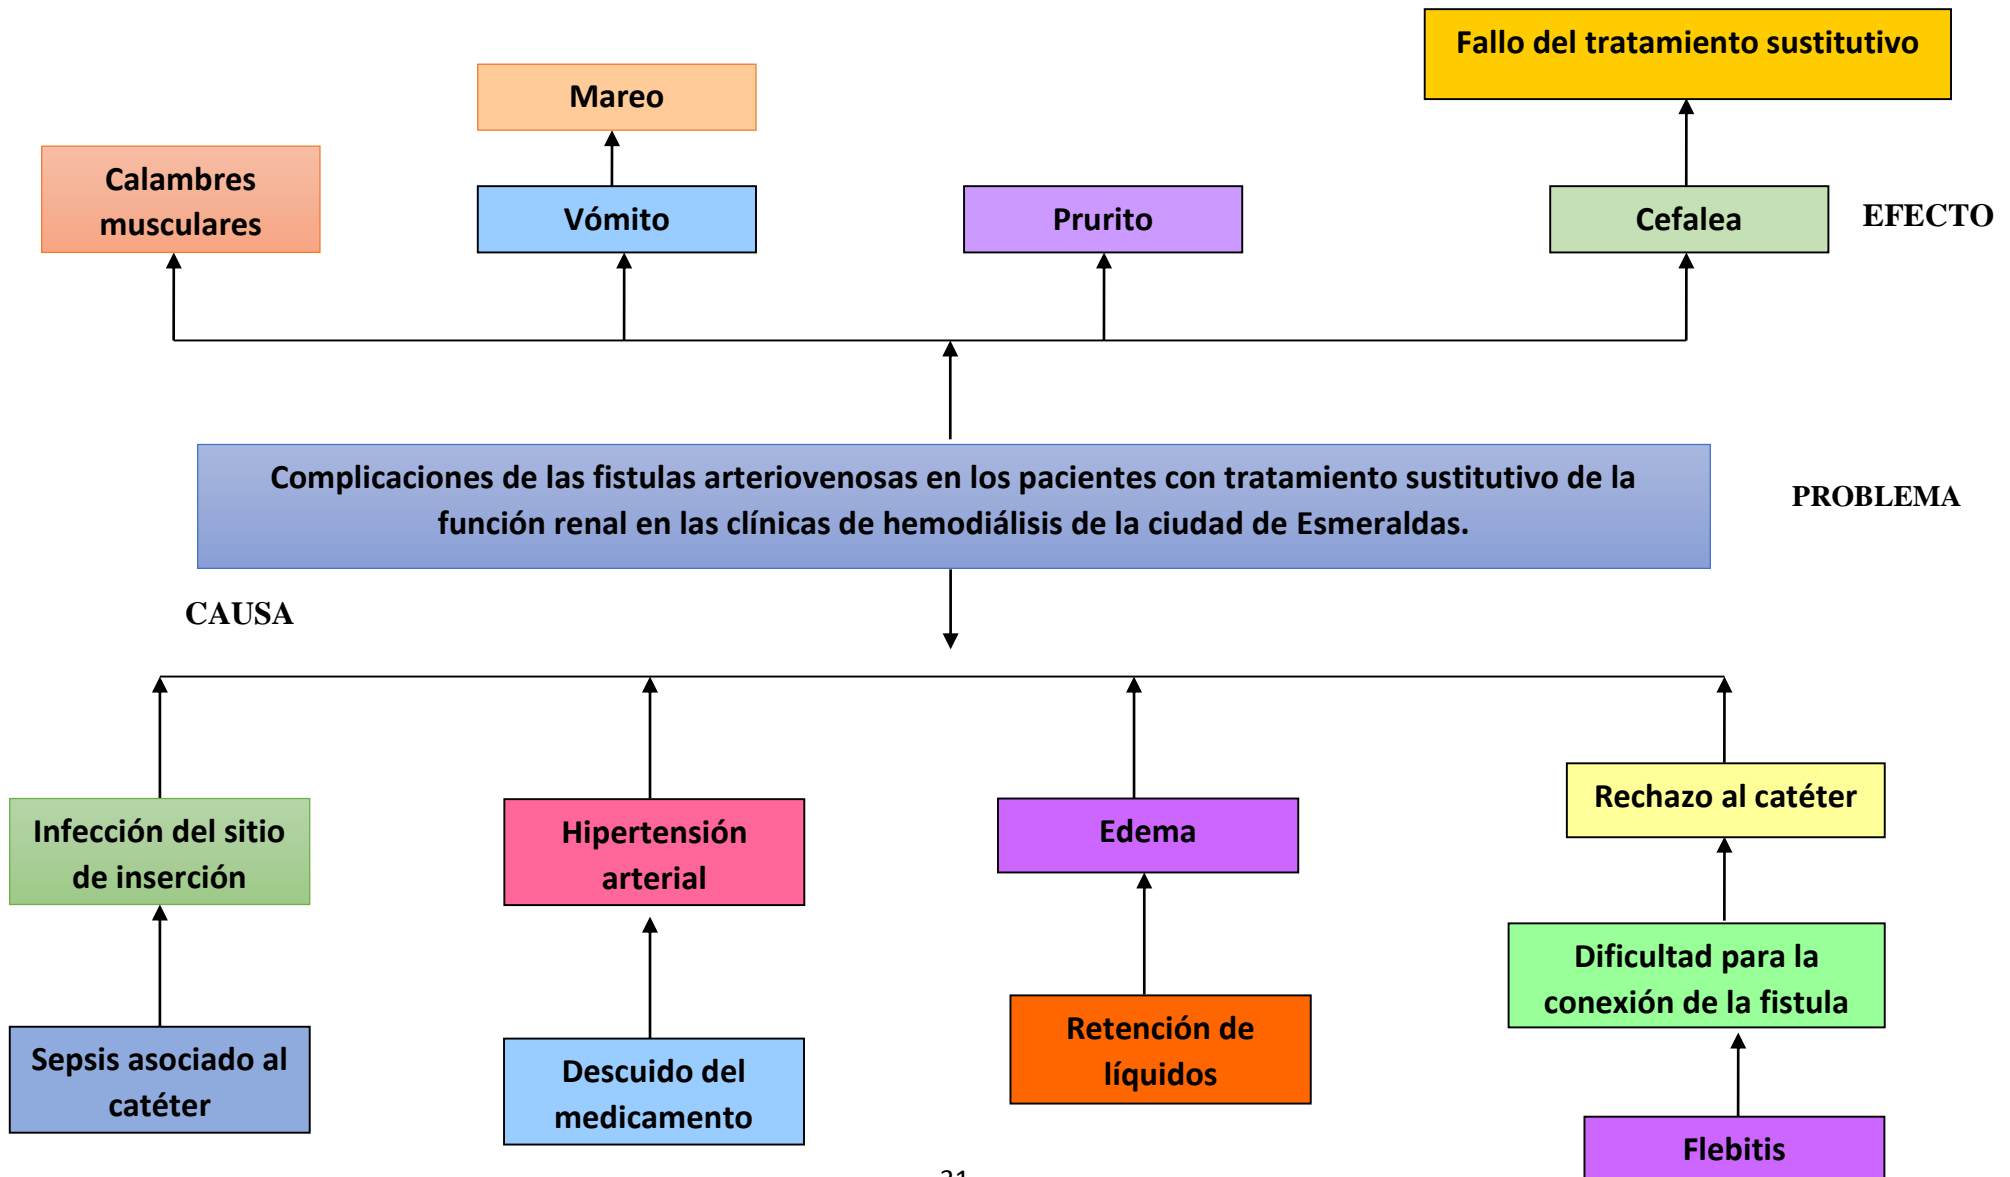 Fallo del tratamiento sustitutivo
Mareo
Calambres
musculares
Vómito
Prurito
Cefalea
EFECTO
Complicaciones de las fistulas arteriovenosas en los pacientes con tratamiento sustitutivo de la
función renal en las clínicas de hemodiálisis de la ciudad de Esmeraldas.
PROBLEMA
CAUSA
Infección del sitio
de inserción
Hipertensión
arterial
Edema
Rechazo al catéter
Dificultad para la
conexión de la fistula
Sepsis asociado al
catéter
Descuido del
medicamento
Retención de
líquidos
Flebitis